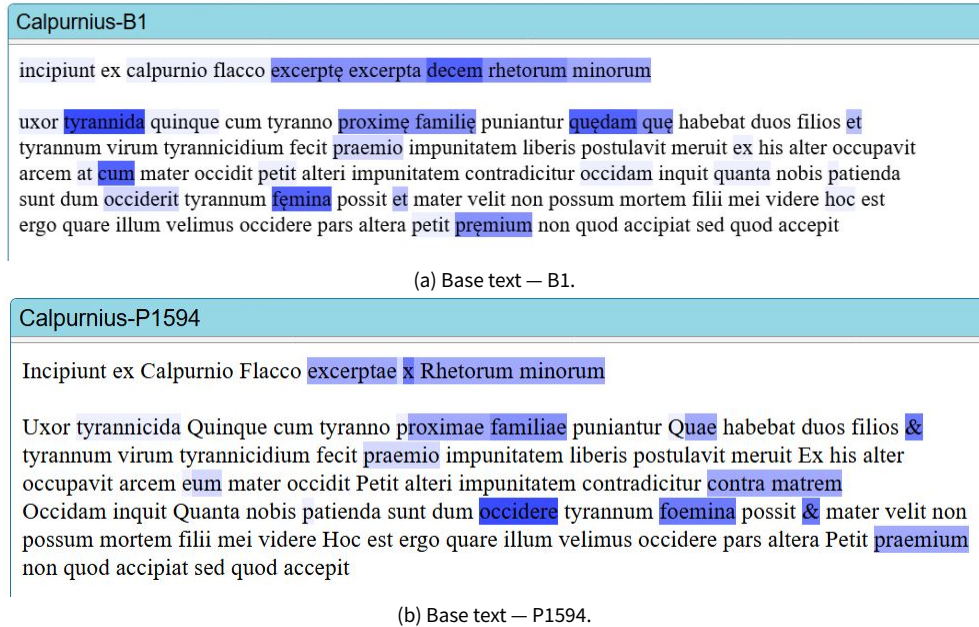 Calpurnius-B1
incipiunt ex calpurnio flacco excerptę excerpta decem rhetorum minorum
uxor tyrannida quinque cum tyranno proximę familię puniantur quędam quę habebat duos filios et
tyrannum virum tyrannicidium fecit praemio impunitatem liberis postulavit meruit ex his alter occupavit
arcem at cum mater occidit petit alteri impunitatem contradicitur occidam inquit quanta nobis patienda
sunt dum occiderit tyrannum fęmina possit et mater velit non possum mortem filii mei videre hoc est
ergo quare illum velimus occidere pars altera petit pręmium non quod accipiat sed quod accepit
(a) Base text — B1.
Calpurnius-P1594
Incipiunt ex Calpurnio Flacco excerptae x Rhetorum minorum
Uxor tyrannicida Quinque cum tyranno proximae familiae puniantur Quae habebat duos filios &
tyrannum virum tyrannicidium fecit praemio impunitatem liberis postulavit meruit Ex his alter
occupavit arcem eum mater occidit Petit alteri impunitatem contradicitur contra matrem
Occidam inquit Quanta nobis patienda sunt dum occidere tyrannum foemina possit & mater velit non
possum mortem filii mei videre Hoc est ergo quare illum velimus occidere pars altera Petit praemium
non quod accipiat sed quod accepit
(b) Base text — P1594.